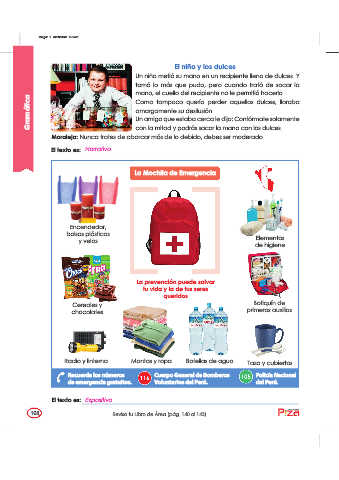 Gramática
El niño y los dulces
Un niño metió su mano en un recipiente lleno de dulces. Y
tomó lo más que pudo, pero cuando trató de sacar la
mano, el cuello del recipiente no le permitió hacerlo.
Como tampoco quería perder aquellos dulces, lloraba
amargamente su desilusión.
Un amigo que estaba cerca le dijo: Confórmate solamente
con la mitad y podrás sacar la mano con los dulces.
Moraleja: Nunca trates de abarcar más de lo debido, debes ser moderado.
El texto es: Narrativo
La Mochila de Emergencia
Encendedor,
bolsas plásticas
y velas
Elementos
de higiene
La prevención puede salvar
tu vida y la de tus seres
queridos
Cereales y
chocolates
Botiquín de
primeros auxilios
Radio y linterna
Mantas y ropa
Botellas de agua
Taza y cubiertos
Recuerda los números
de emergencia gratuitos.
116
Cuerpo General de Bomberos
Voluntarios del Perú.
105
Policía Nacional
del Perú.
El texto es: Expositivo
Revisa tu Libro de Área (pág. 140 al 143)